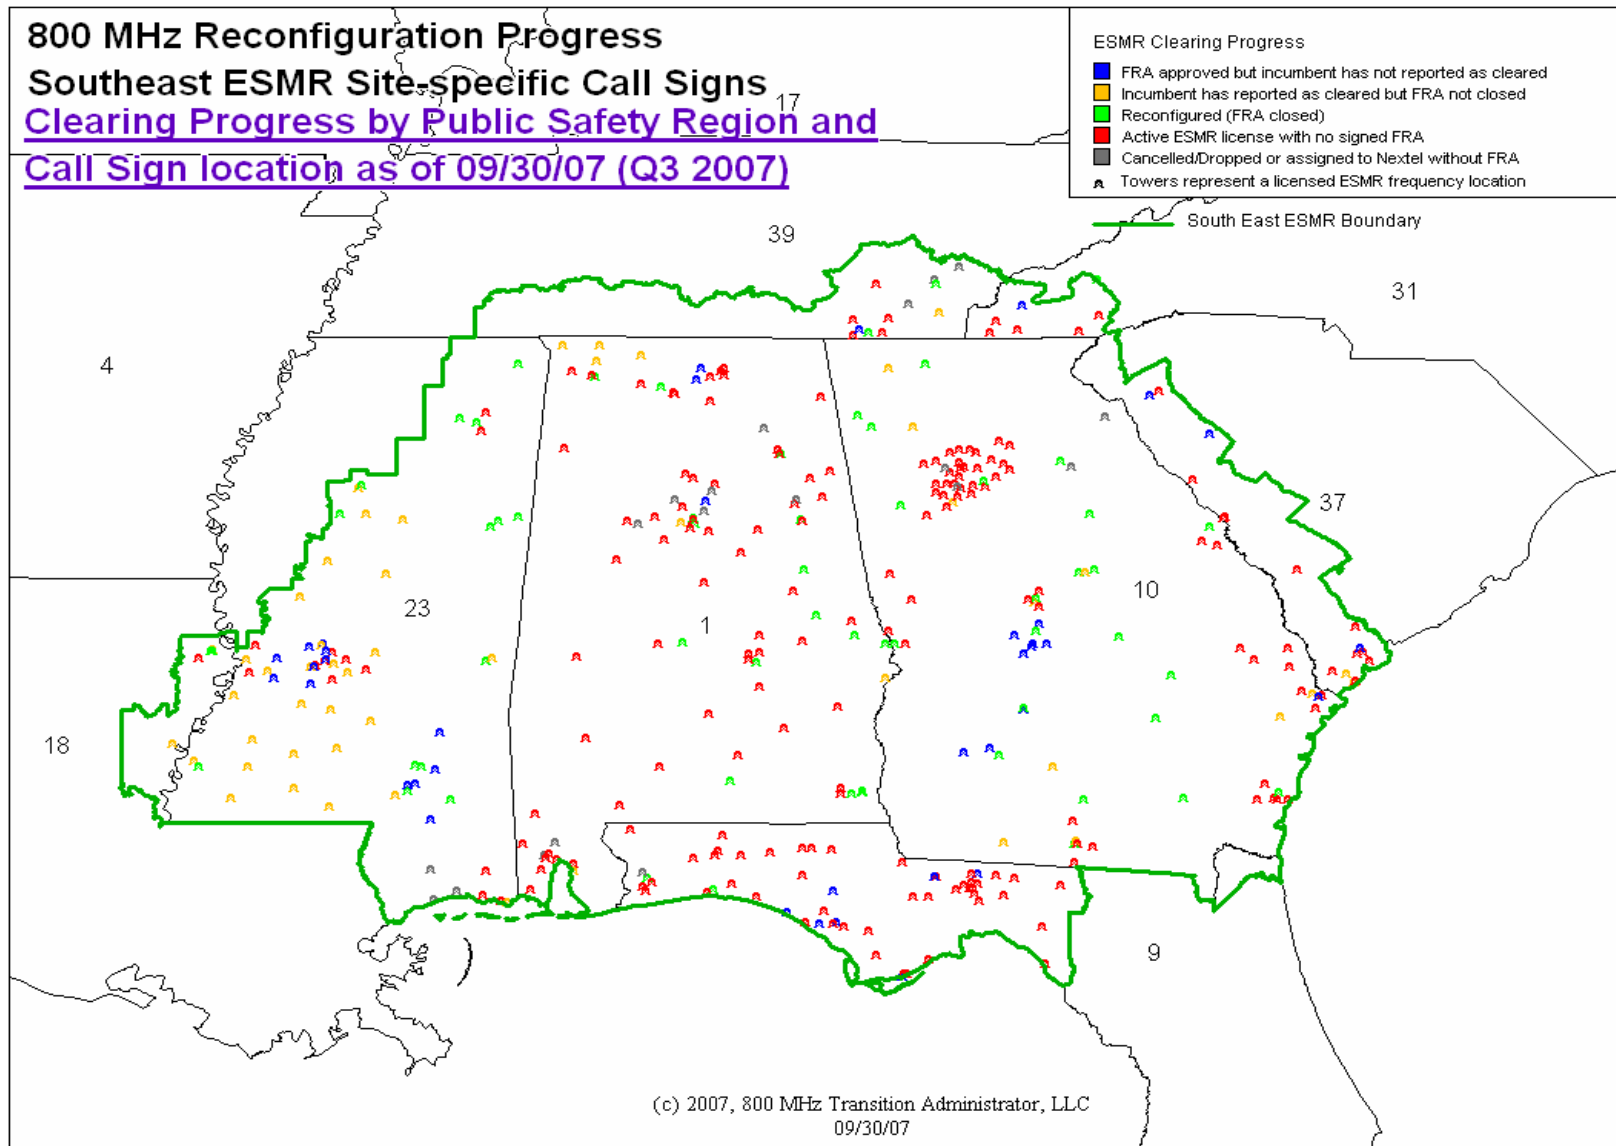 800 MHz Reconfiguration Progress
Southeast ESMR Site-specific Call Signs
Clearing Progress by Public Safety Region and
Call Sign location as of 09/30/07 (Q3 2007)
ESMR Clearing Progress
FRA approved but incumbent has not reported as cleared
Incumbent has reported as cleared but FRA not closed
Reconfigured (FRA closed)
Active ESMR license with no signed FRA
Cancelled/Dropped or assigned to Nextel without FRA
Towers represent a licensed ESMR frequency location
South East ESMR Boundary
17
39
31
4
37
23
1
10
18
9
(c) 2007, 800 MHz Transition Administrator, LLC
09/30/07